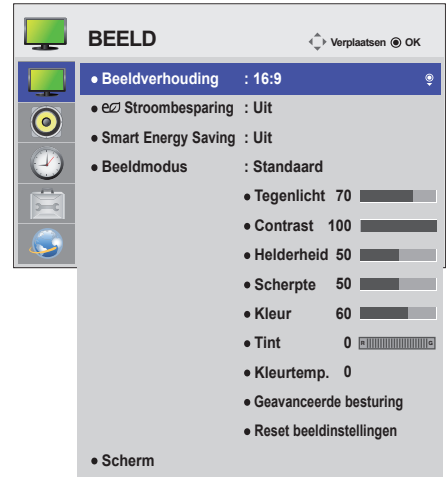 BEELD
Verplaatsen OK
• Beeldverhouding : 16:9
• Stroombesparing : Uit
• Smart Energy Saving : Uit
• Beeldmodus : Standaard
• Tegenlicht 70
• Contrast 100
• Helderheid 50
• Scherpte 50
• Kleur 60
• Tint 0 R G
• Kleurtemp. 0
• Geavanceerde besturing
• Reset beeldinstellingen
• Scherm